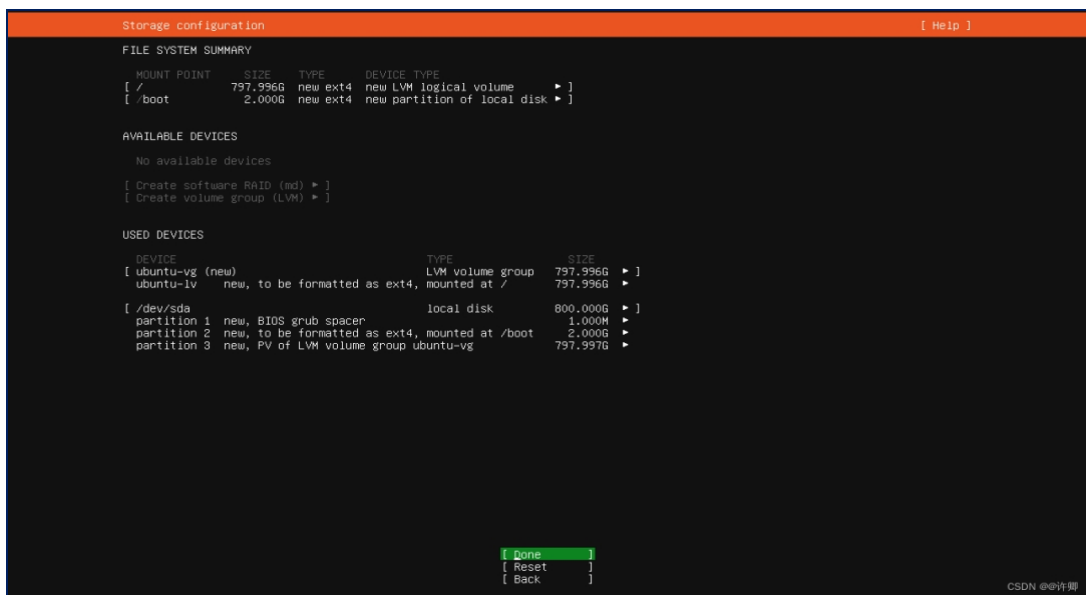 Storage configuration [ Help ]
FILE SYSTEM SUMMARY
MOUNT POINT SIZE TYPE DEVICE TYPE
[ / 797.996G new ext4 new LVM logical volume ▸ ]
[ /boot 2.000G new ext4 new partition of local disk ▸ ]
AVAILABLE DEVICES
No available devices
[ Create software RAID (md) ▸ ]
[ Create volume group (LVM) ▸ ]
USED DEVICES
DEVICE TYPE SIZE
[ ubuntu-vg (new) LVM volume group 797.996G ▸ ]
ubuntu-lv new, to be formatted as ext4, mounted at / 797.996G ▸
[ /dev/sda local disk 800.000G ▸ ]
partition 1 new, BIOS grub spacer 1.000M ▸
partition 2 new, to be formatted as ext4, mounted at /boot 2.000G ▸
partition 3 new, PV of LVM volume group ubuntu-vg 797.997G ▸
[ Done ]
[ Reset ]
[ Back ]
CSDN @@许卿